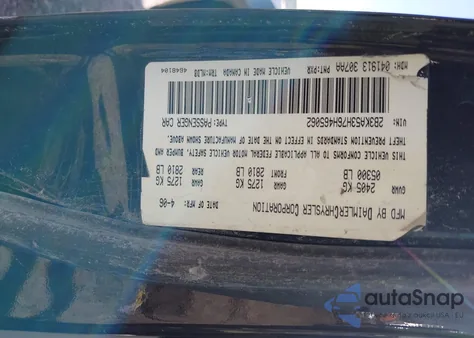 MFD BY DAIMLERCHRYSLER CORPORATION DATE OF MFR: 4-06
GVWR 2405 KG 1275 KG 1275 KG
05300 LB FRONT 2810 LB REAR 2810 LB
THIS VEHICLE CONFORMS TO ALL APPLICABLE FEDERAL MOTOR VEHICLE SAFETY, BUMPER AND
THEFT PREVENTION STANDARDS IN EFFECT ON THE DATE OF MANUFACTURE SHOWN ABOVE.
VIN: 2B3KA53H76H465062 TYPE: PASSENGER CAR
MDH: 041913 307AA PNT:PXR VEHICLE MADE IN CANADA
autoSnap